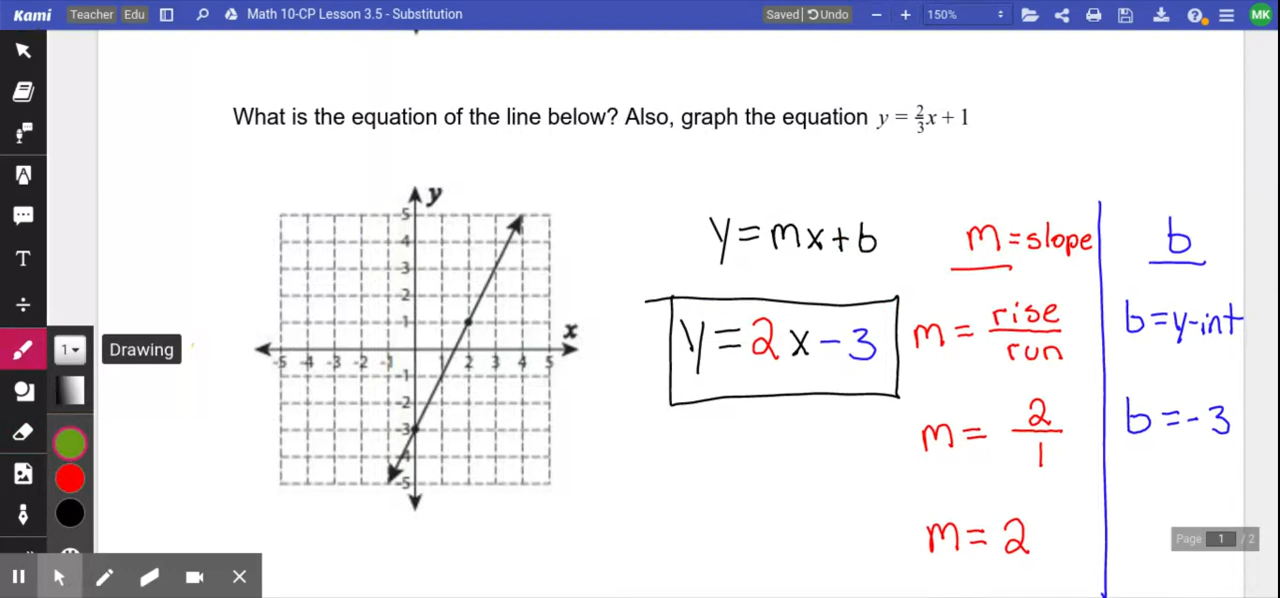 Kami Teacher Edu Math 10-CP Lesson 3.5 - Substitution Saved Undo − + 150% MK
What is the equation of the line below? Also, graph the equation y = 2/3 x + 1
y
5
4
3
2
1
x
-5 -4 -3 -2 -1 2 3 4 5
-1
-2
-3
4
-5
y = mx + b
y = 2x - 3
m = slope
m = rise/run
m = 2/1
m = 2
b
b = y-int
b = - 3
T
1
Drawing
Page 1 / 2